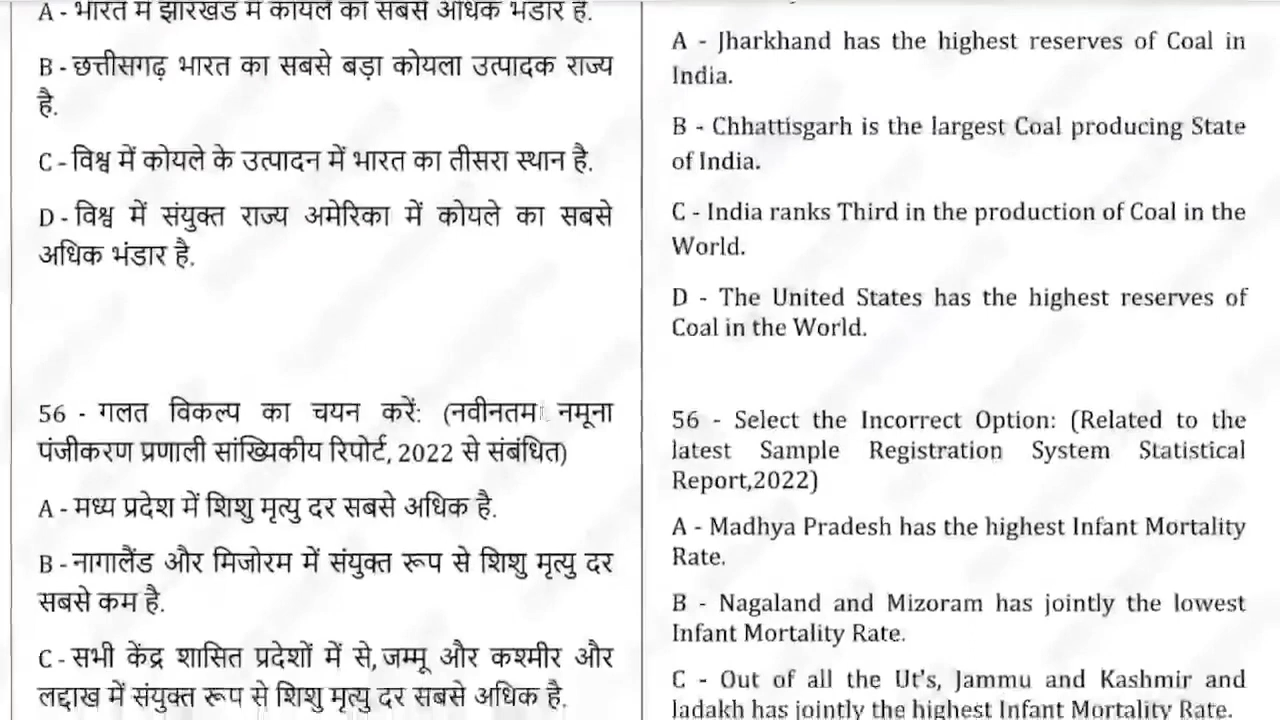 A - भारत में झारखंड में कोयले का सबसे अधिक भंडार है.
B - छत्तीसगढ़ भारत का सबसे बड़ा कोयला उत्पादक राज्य
है.
C - विश्व में कोयले के उत्पादन में भारत का तीसरा स्थान है.
D - विश्व में संयुक्त राज्य अमेरिका में कोयले का सबसे
अधिक भंडार है.
56 - गलत विकल्प का चयन करें: (नवीनतम नमूना
पंजीकरण प्रणाली सांख्यिकीय रिपोर्ट, 2022 से संबंधित)
A - मध्य प्रदेश में शिशु मृत्यु दर सबसे अधिक है.
B - नागालैंड और मिजोरम में संयुक्त रूप से शिशु मृत्यु दर
सबसे कम है.
C - सभी केंद्र शासित प्रदेशों में से, जम्मू और कश्मीर और
लद्दाख में संयुक्त रूप से शिशु मृत्यु दर सबसे अधिक है.
A - Jharkhand has the highest reserves of Coal in
India.
B - Chhattisgarh is the largest Coal producing State
of India.
C - India ranks Third in the production of Coal in the
World.
D - The United States has the highest reserves of
Coal in the World.
56 - Select the Incorrect Option: (Related to the
latest Sample Registration System Statistical
Report,2022)
A - Madhya Pradesh has the highest Infant Mortality
Rate.
B - Nagaland and Mizoram has jointly the lowest
Infant Mortality Rate.
C - Out of all the Ut's, Jammu and Kashmir and
ladakh has jointly the highest Infant Mortality Rate.